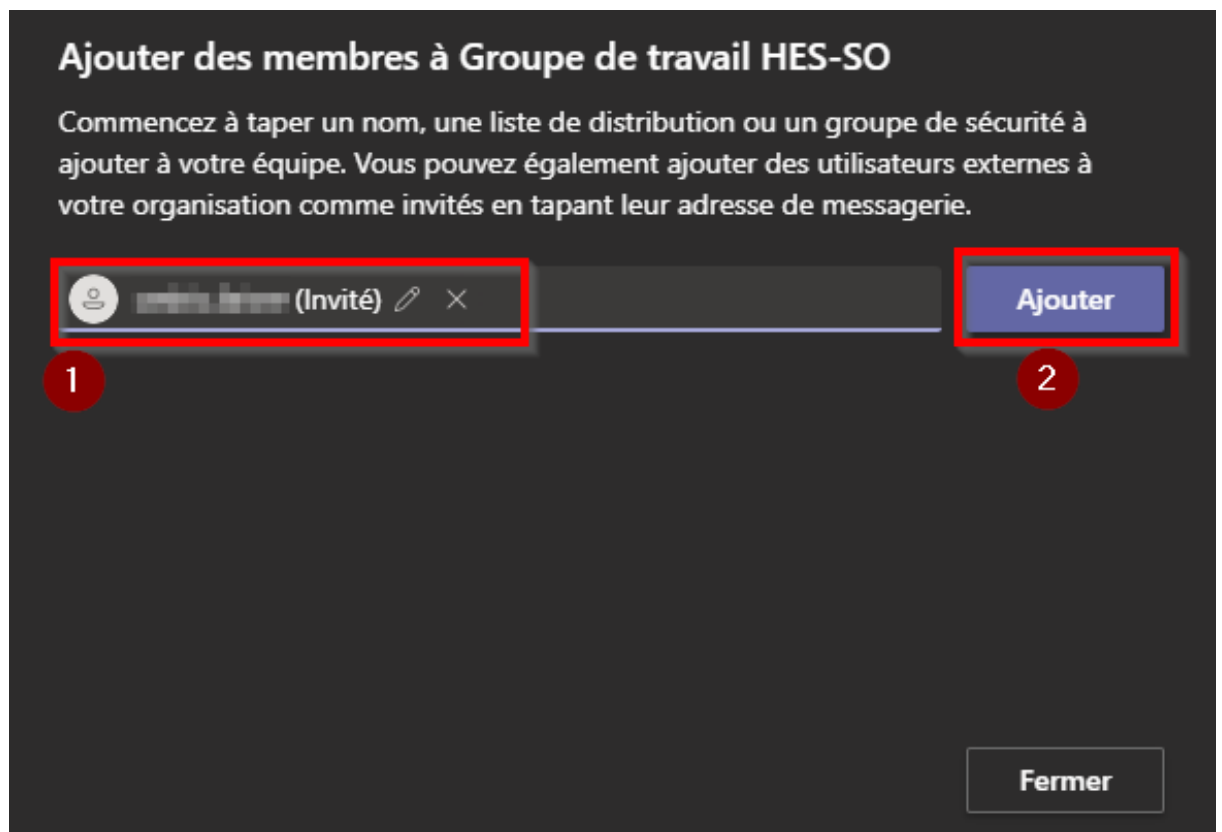 Ajouter des membres à Groupe de travail HES-SO
Commencez à taper un nom, une liste de distribution ou un groupe de sécurité à
ajouter à votre équipe. Vous pouvez également ajouter des utilisateurs externes à
votre organisation comme invités en tapant leur adresse de messagerie.
(Invité)
Ajouter
1
2
Fermer